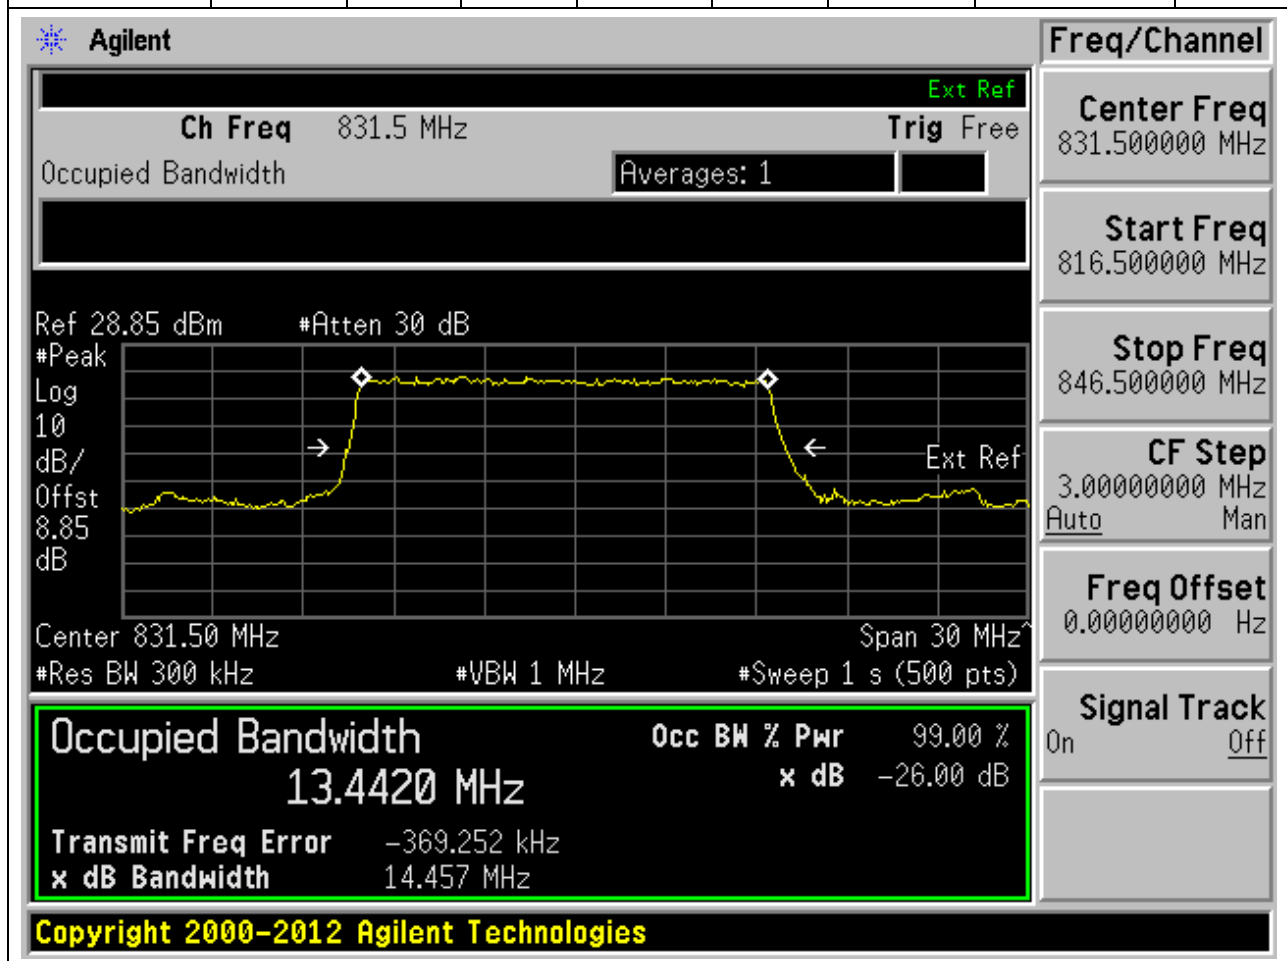 Agilent
Freq/Channel
Ext Ref
Ch Freq 831.5 MHz Trig Free
Occupied Bandwidth Averages: 1
Center Freq
831.500000 MHz
Start Freq
816.500000 MHz
Stop Freq
846.500000 MHz
CF Step
3.00000000 MHz
Auto Man
Freq Offset
0.00000000 Hz
Signal Track
On Off
Ref 28.85 dBm #Atten 30 dB
#Peak
Log
10
dB/
Offst
8.85
dB
Ext Ref
Center 831.50 MHz Span 30 MHz^
#Res BW 300 kHz #VBW 1 MHz #Sweep 1 s (500 pts)
Occupied Bandwidth Occ BW % Pwr 99.00 %
13.4420 MHz x dB -26.00 dB
Transmit Freq Error -369.252 kHz
x dB Bandwidth 14.457 MHz
Copyright 2000-2012 Agilent Technologies